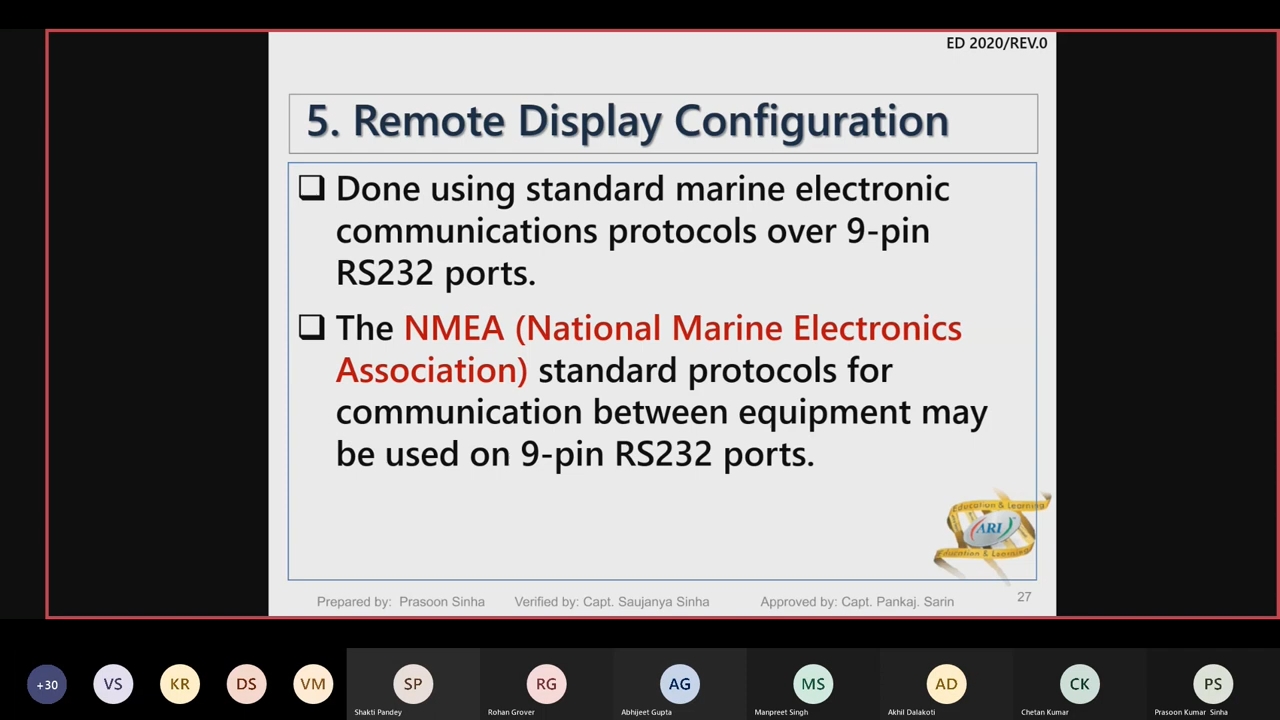 ED 2020/REV.0
5. Remote Display Configuration
Done using standard marine electronic
communications protocols over 9-pin
RS232 ports.
The NMEA (National Marine Electronics
Association) standard protocols for
communication between equipment may
be used on 9-pin RS232 ports.
Education & Learning
ARI
Education & Learning
Prepared by: Prasoon Sinha Verified by: Capt. Saujanya Sinha Approved by: Capt. Pankaj. Sarin 27
+30 VS KR DS VM SP RG AG MS AD CK PS
Shakti Pandey Rohan Grover Abhijeet Gupta Manpreet Singh Akhil Dalakoti Chetan Kumar Prasoon Kumar Sinha